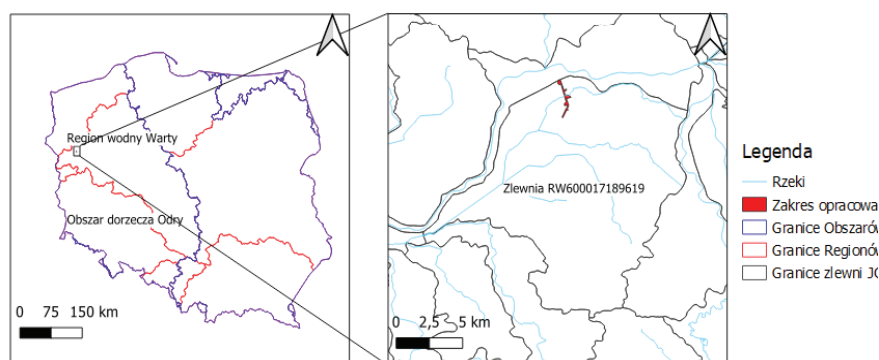 Region wodny Warty
Obszar dorzecza Odry
0 75 150 km
Zlewnia RW600017189619
0 2,5 5 km
Legenda
Rzeki
Zakres opracowa
Granice Obszarów
Granice Regionów
Granice zlewni JC